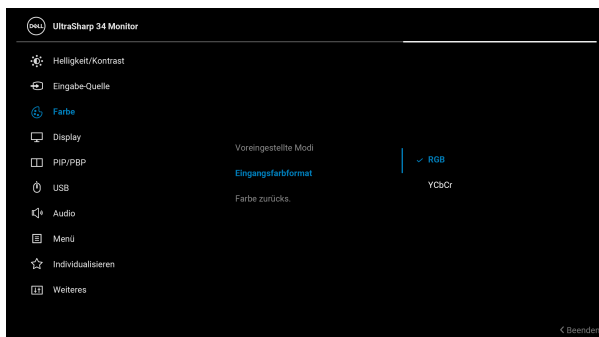 DELL
UltraSharp 34 Monitor
Helligkeit/Kontrast
Eingabe-Quelle
Farbe
Display
PIP/PBP
USB
Audio
Menü
Individualisieren
Weiteres
Voreingestellte Modi
Eingangsfarbformat
Farbe zurücks.
RGB
YCbCr
Beenden